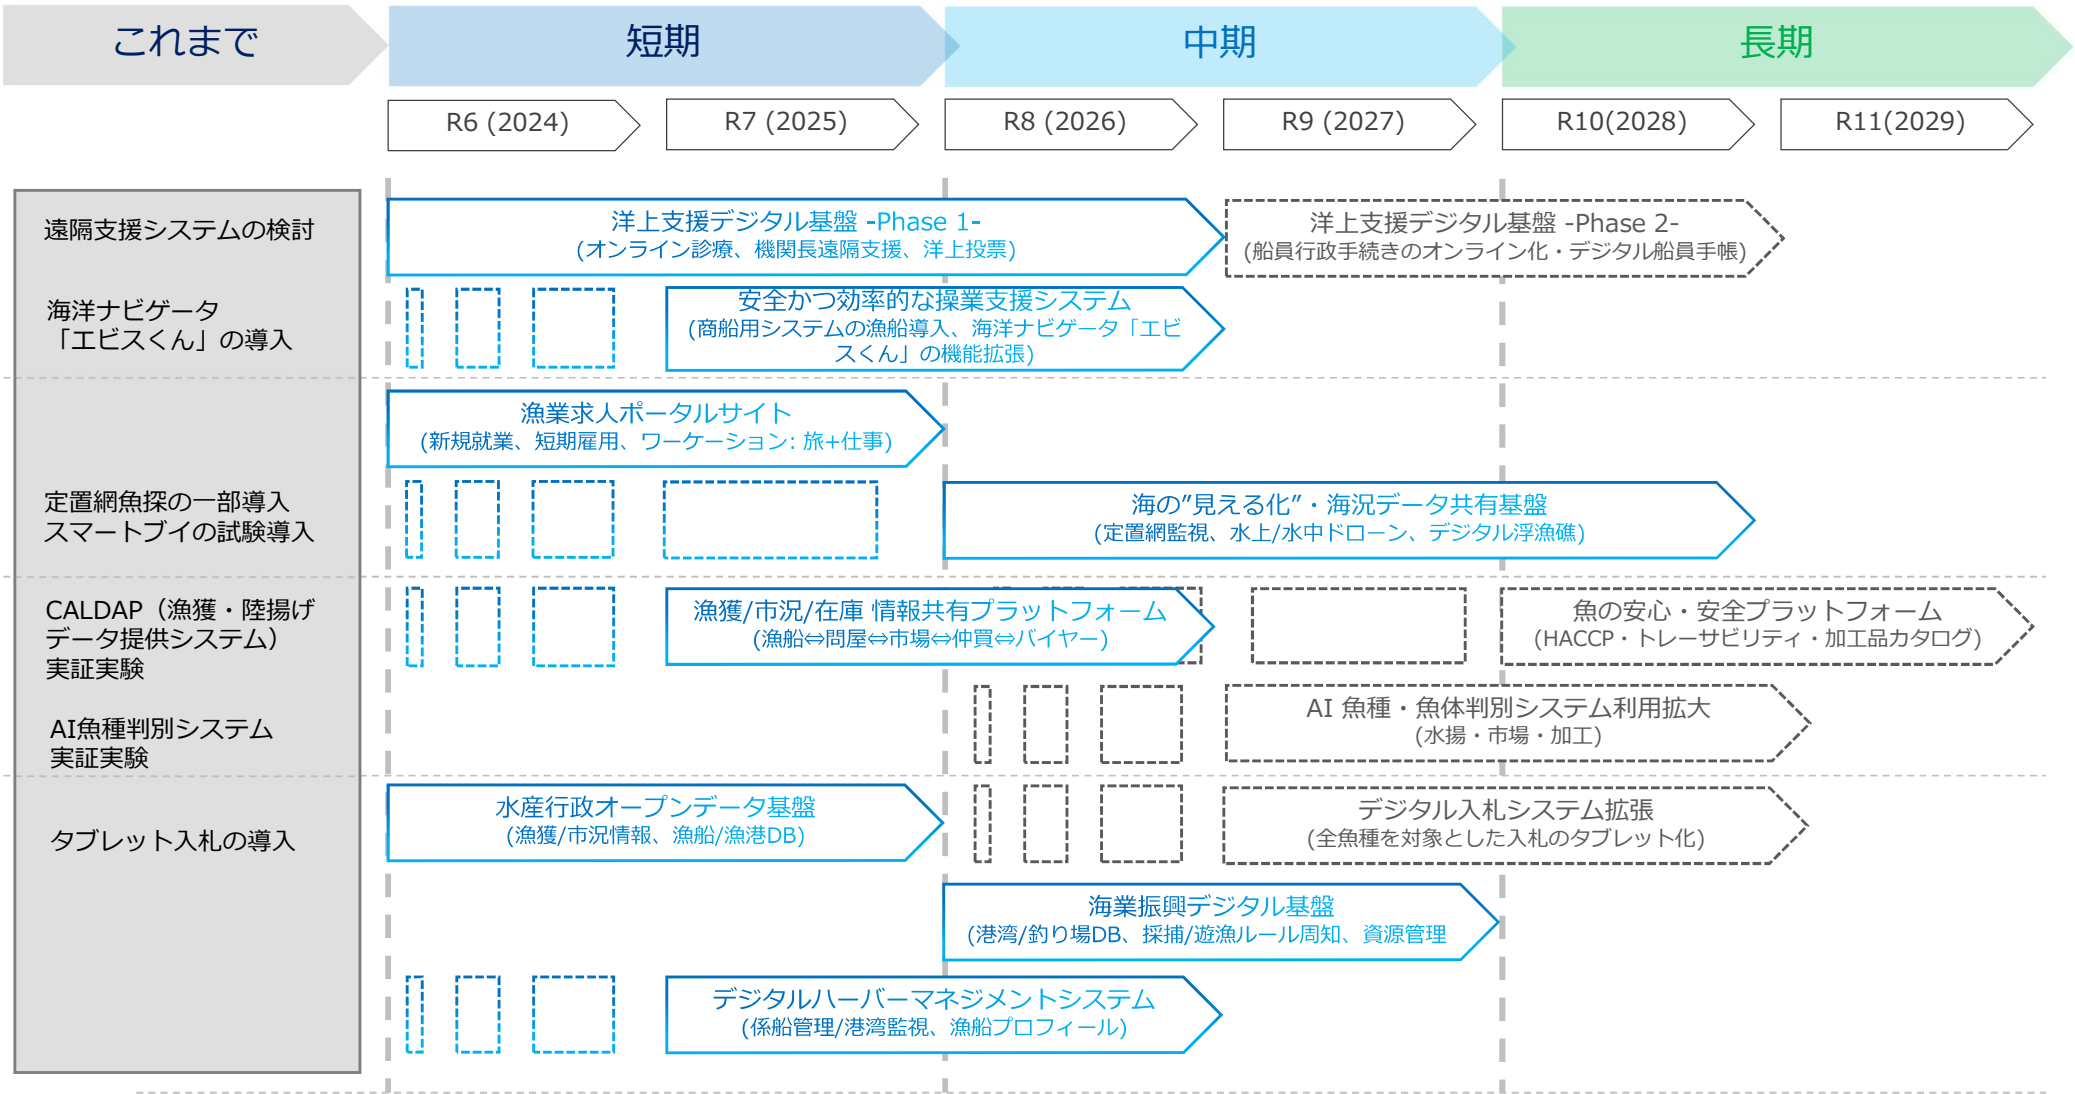 これまで
短期
中期
長期
R6 (2024)
R7 (2025)
R8 (2026)
R9 (2027)
R10(2028)
R11(2029)
遠隔支援システムの検討
洋上支援デジタル基盤 -Phase 1-
(オンライン診療、機関長遠隔支援、洋上投票)
洋上支援デジタル基盤 -Phase 2-
(船員行政手続きのオンライン化・デジタル船員手帳)
海洋ナビゲータ
「エビスくん」の導入
安全かつ効率的な操業支援システム
(商船用システムの漁船導入、海洋ナビゲータ「エビ
スくん」の機能拡張)
漁業求人ポータルサイト
(新規就業、短期雇用、ワーケーション: 旅+仕事)
定置網魚探の一部導入
スマートブイの試験導入
海の”見える化”・海況データ共有基盤
(定置網監視、水上/水中ドローン、デジタル浮漁礁)
CALDAP（漁獲・陸揚げ
データ提供システム）
実証実験
漁獲/市況/在庫 情報共有プラットフォーム
(漁船⇔問屋⇔市場⇔仲買⇔バイヤー)
魚の安心・安全プラットフォーム
(HACCP・トレーサビリティ・加工品カタログ)
AI魚種判別システム
実証実験
AI 魚種・魚体判別システム利用拡大
(水揚・市場・加工)
タブレット入札の導入
水産行政オープンデータ基盤
(漁獲/市況情報、漁船/漁港DB)
デジタル入札システム拡張
(全魚種を対象とした入札のタブレット化)
海業振興デジタル基盤
(港湾/釣り場DB、採捕/遊漁ルール周知、資源管理
デジタルハーバーマネジメントシステム
(係船管理/港湾監視、漁船プロフィール)